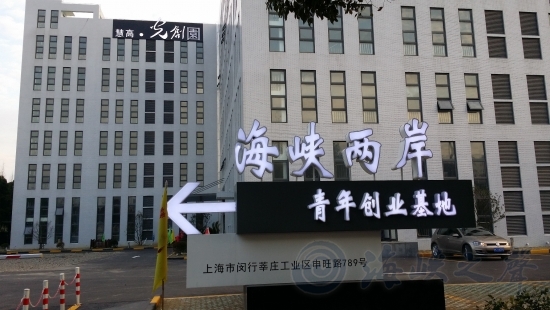 慧高·元創園
海峡两岸
青年创业基地
上海市闵行莘庄工业区申旺路789号